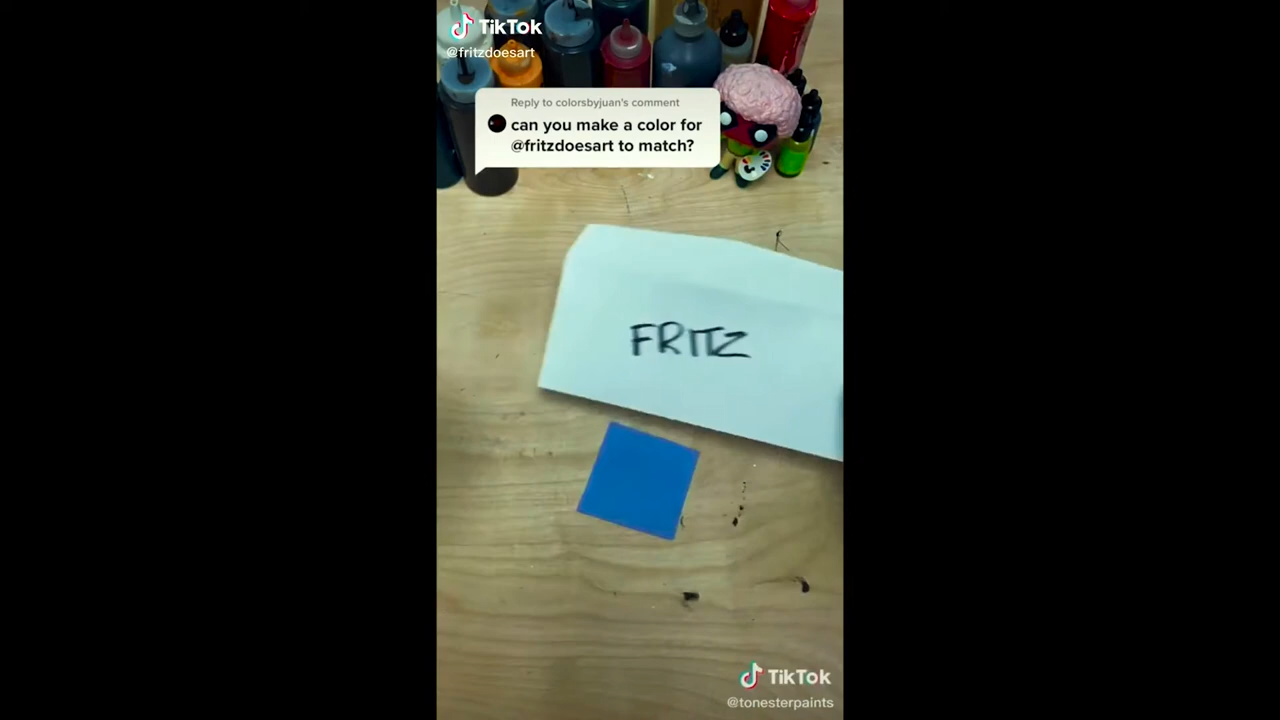 TikTok
@fritzdoesart
Reply to colorsbyjuan's comment
can you make a color for
@fritzdoesart to match?
FRITZ
TikTok
@tonesterpaints